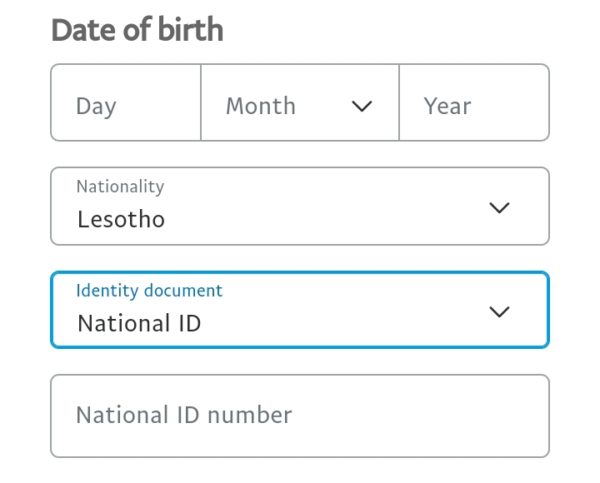 Date of birth
Day Month Year
Nationality
Lesotho
Identity document
National ID
National ID number